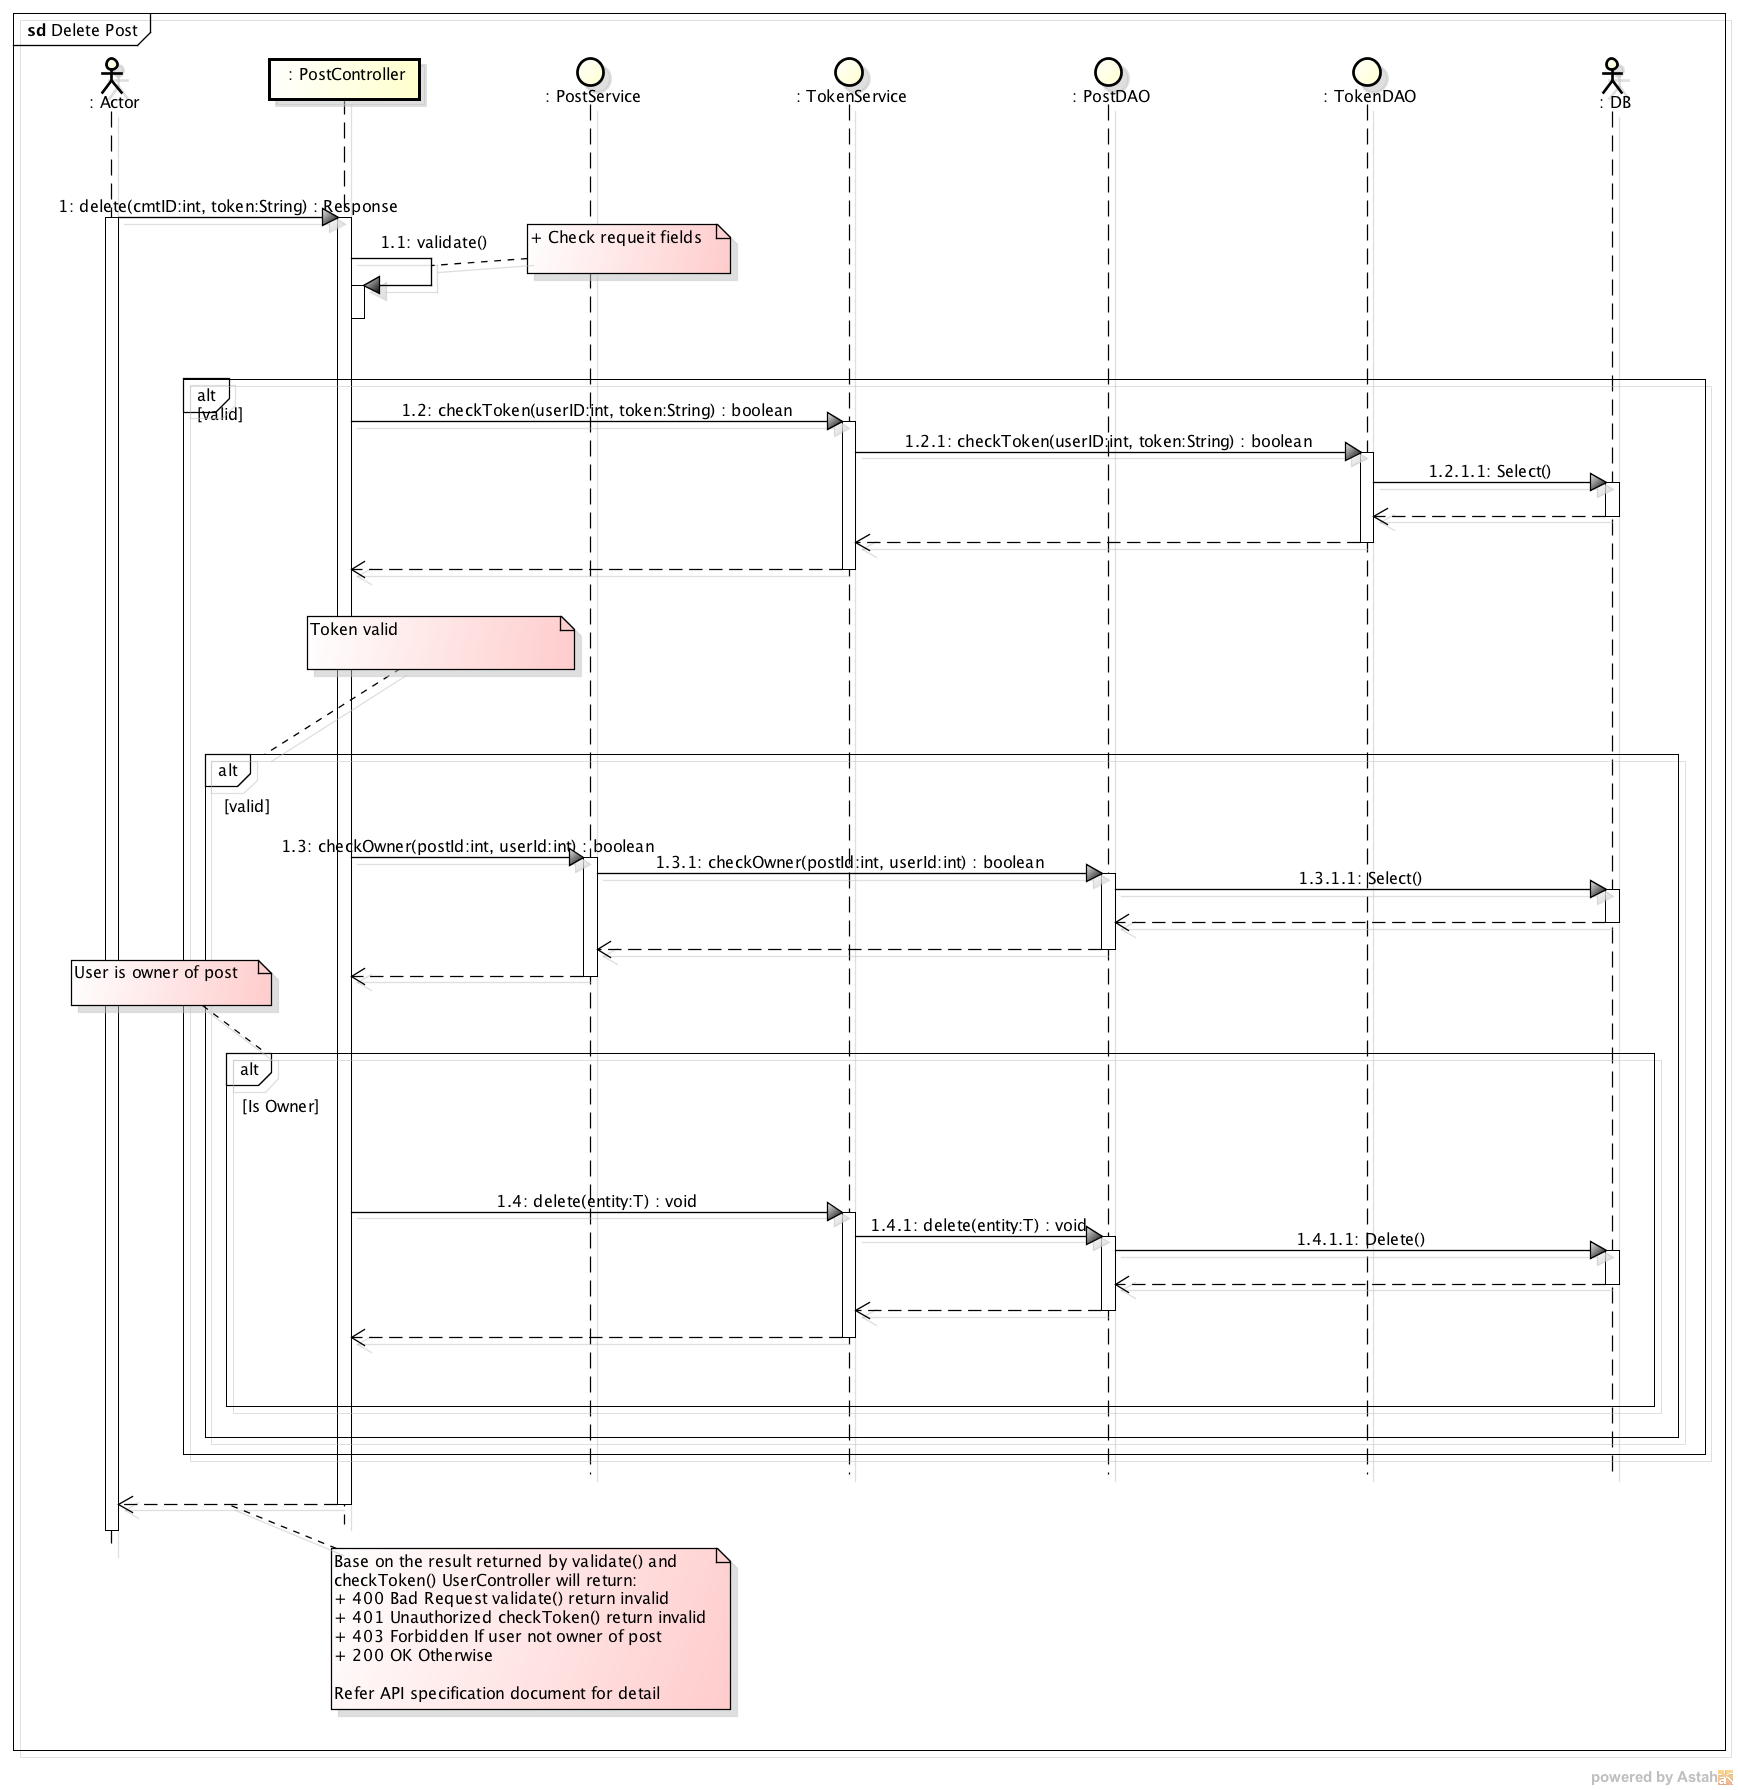 sd Delete Post
: Actor
: PostController
: PostService
: TokenService
: PostDAO
: TokenDAO
: DB
1: delete(cmtID:int, token:String) : Response
1.1: validate()
+ Check requeit fields
alt
[valid]
1.2: checkToken(userID:int, token:String) : boolean
1.2.1: checkToken(userID:int, token:String) : boolean
1.2.1.1: Select()
Token valid
alt
[valid]
1.3: checkOwner(postId:int, userId:int) : boolean
1.3.1: checkOwner(postId:int, userId:int) : boolean
1.3.1.1: Select()
User is owner of post
alt
[Is Owner]
1.4: delete(entity:T) : void
1.4.1: delete(entity:T) : void
1.4.1.1: Delete()
Base on the result returned by validate() and
checkToken() UserController will return:
+ 400 Bad Request validate() return invalid
+ 401 Unauthorized checkToken() return invalid
+ 403 Forbidden If user not owner of post
+ 200 OK Otherwise
Refer API specification document for detail
powered by Astah